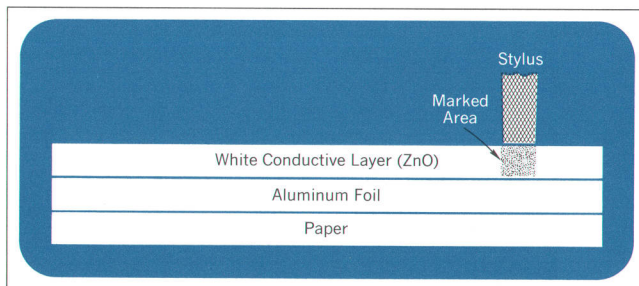 Stylus
Marked
Area
White Conductive Layer (ZnO)
Aluminum Foil
Paper